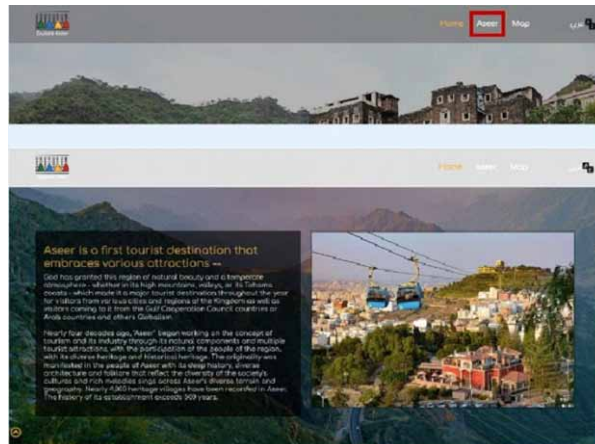 Home Aseer Map عربي
Explore Aseer
Home Aseer Map
Aseer is a first tourist destination that
embraces various attractions --
God has granted this region of natural beauty and a temperate
atmosphere - whether in its high mountains, valleys, or its Tahama
coasts - which made it a major tourist destination throughout the year
for visitors from various cities and regions of the Kingdom as well as
visitors coming to it from the Gulf Cooperation Council countries or
Arab countries and others
Nearly four decades ago, "Aseer" began working on the concept of
tourism and its industry through its natural components and multiple
tourist attractions with the participation of the people of the region,
with its diverse heritage and historical heritage. The originality was
manifested in the people of Aseer with its deep history, diverse
architecture and folklore that reflect the diversity of the society's
cultures and rich melodies sings across Aseer's diverse terrain and
geography. Nearly heritage villages have been recorded in Aseer.
The history of its establishment exceeds 500 years.